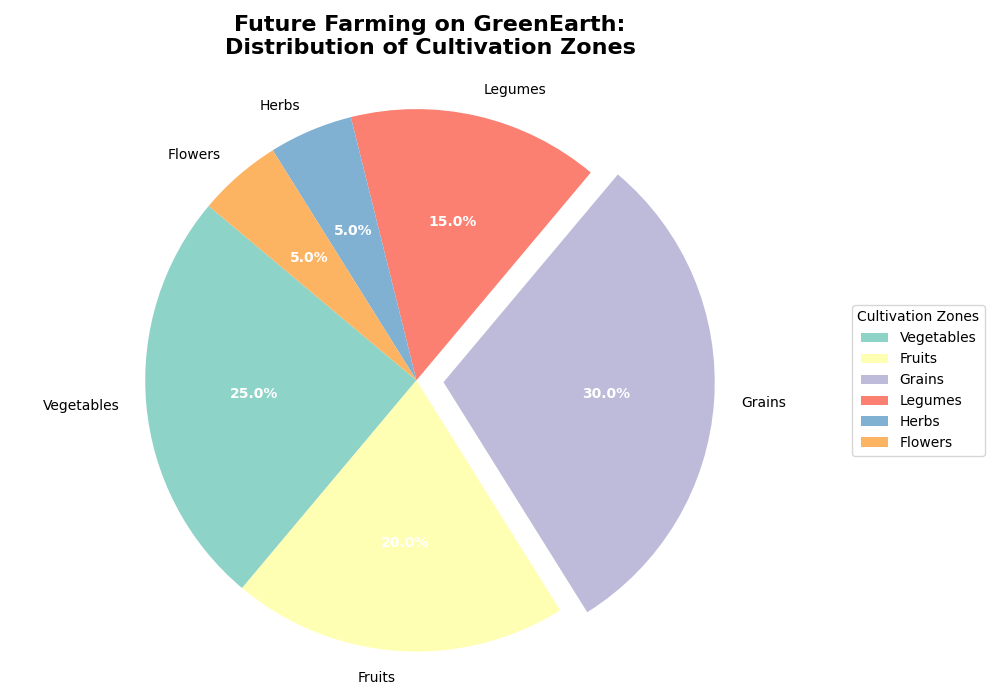 Future Farming on GreenEarth:
Distribution of Cultivation Zones
Legumes
Herbs
Flowers
15.0%
5.0%
5.0%
Cultivation Zones
Vegetables
Fruits
Grains
Legumes
Herbs
Flowers
25.0%
30.0%
Grains
Vegetables
20.0%
Fruits